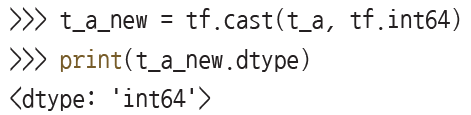 >>> t_a_new = tf.cast(t_a, tf.int64)
>>> print(t_a_new.dtype)
<dtype: 'int64'>